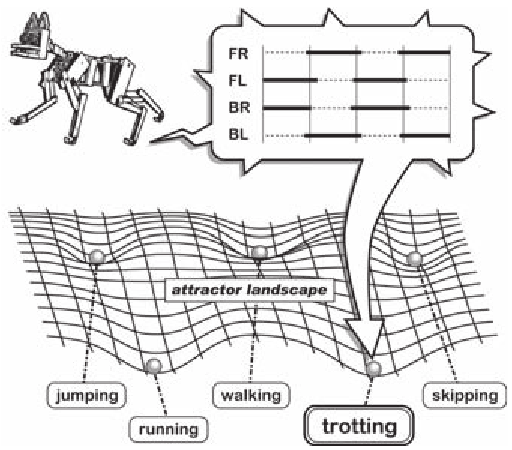 FR
FL
BR
BL
attractor landscape
jumping
walking
skipping
running
trotting